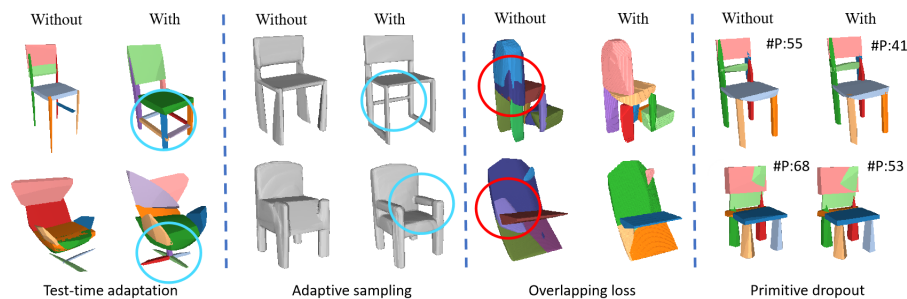 Without With Without With Without With Without With
#P:55 #P:41
#P:68 #P:53
Test-time adaptation Adaptive sampling Overlapping loss Primitive dropout